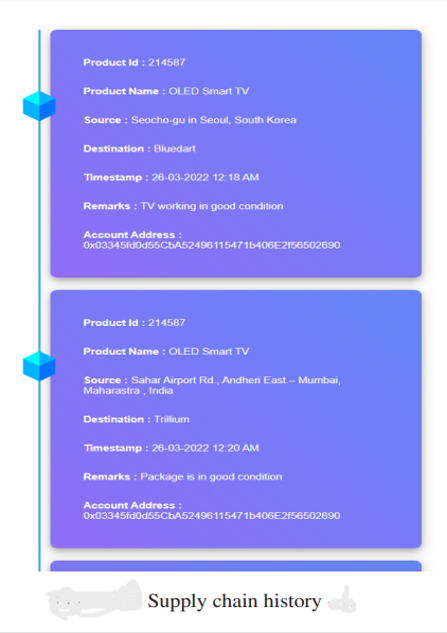 Product Id : 214587
Product Name : OLED Smart TV
Source : Seocho-gu in Seoul, South Korea
Destination : Bluedart
Timestamp : 26-03-2022 12:18 AM
Remarks : TV working in good condition
Account Address :
0x03345fd0d55CbA52496115471b406E2f56502690
Product Id : 214587
Product Name : OLED Smart TV
Source : Sahar Airport Rd., Andheri East.– Mumbai,
Maharastra , India
Destination : Trillium
Timestamp : 26-03-2022 12:20 AM
Remarks : Package is in good condition
Account Address :
0x03345fd0d55CbA52496115471b406E2f56502690
Supply chain history